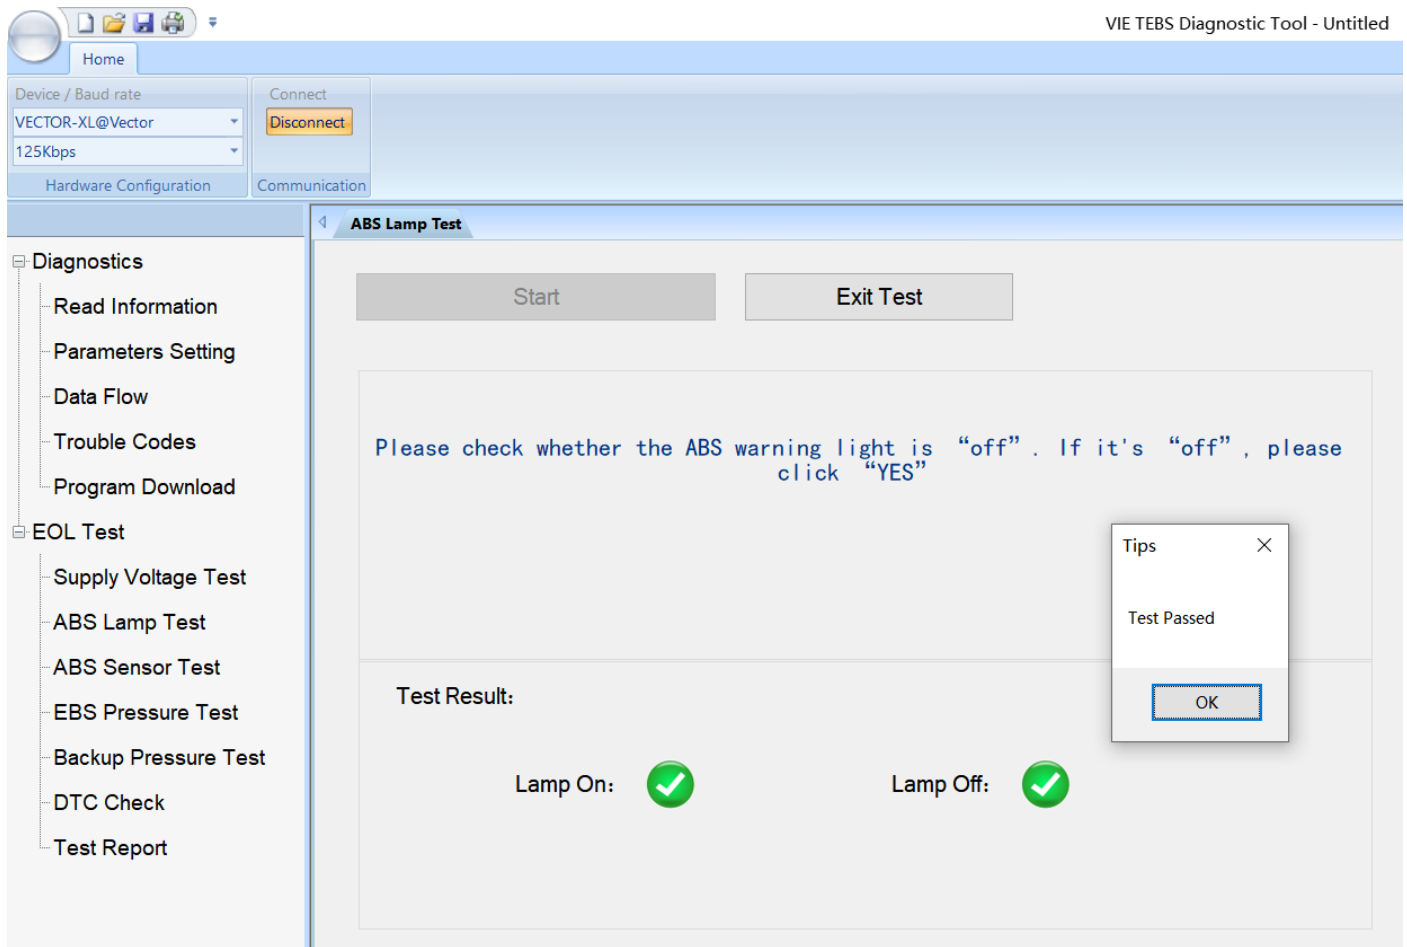 VIE TEBS Diagnostic Tool - Untitled
Home
Device / Baud rate
VECTOR-XL@Vector
125Kbps
Hardware Configuration
Connect
Disconnect
Communication
ABS Lamp Test
Diagnostics
Read Information
Parameters Setting
Data Flow
Trouble Codes
Program Download
EOL Test
Supply Voltage Test
ABS Lamp Test
ABS Sensor Test
EBS Pressure Test
Backup Pressure Test
DTC Check
Test Report
Start
Exit Test
Please check whether the ABS warning light is “off”. If it's “off”, please
click “YES”
Tips
Test Passed
OK
Test Result：
Lamp On：
Lamp Off：